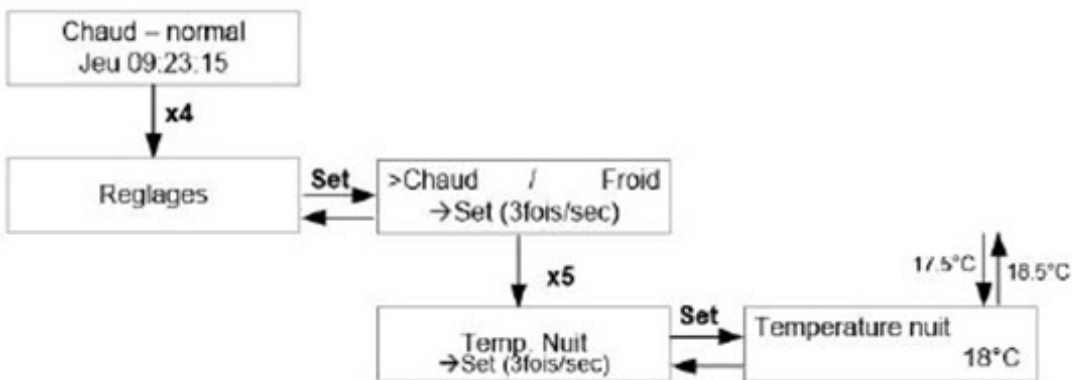 Chaud – normal
Jeu 09:23:15
x4
Reglages
Set
>Chaud / Froid
→Set (3fois/sec)
x5
17.5°C
18.5°C
Temp. Nuit
→Set (3fois/sec)
Set
Temperature nuit
18°C